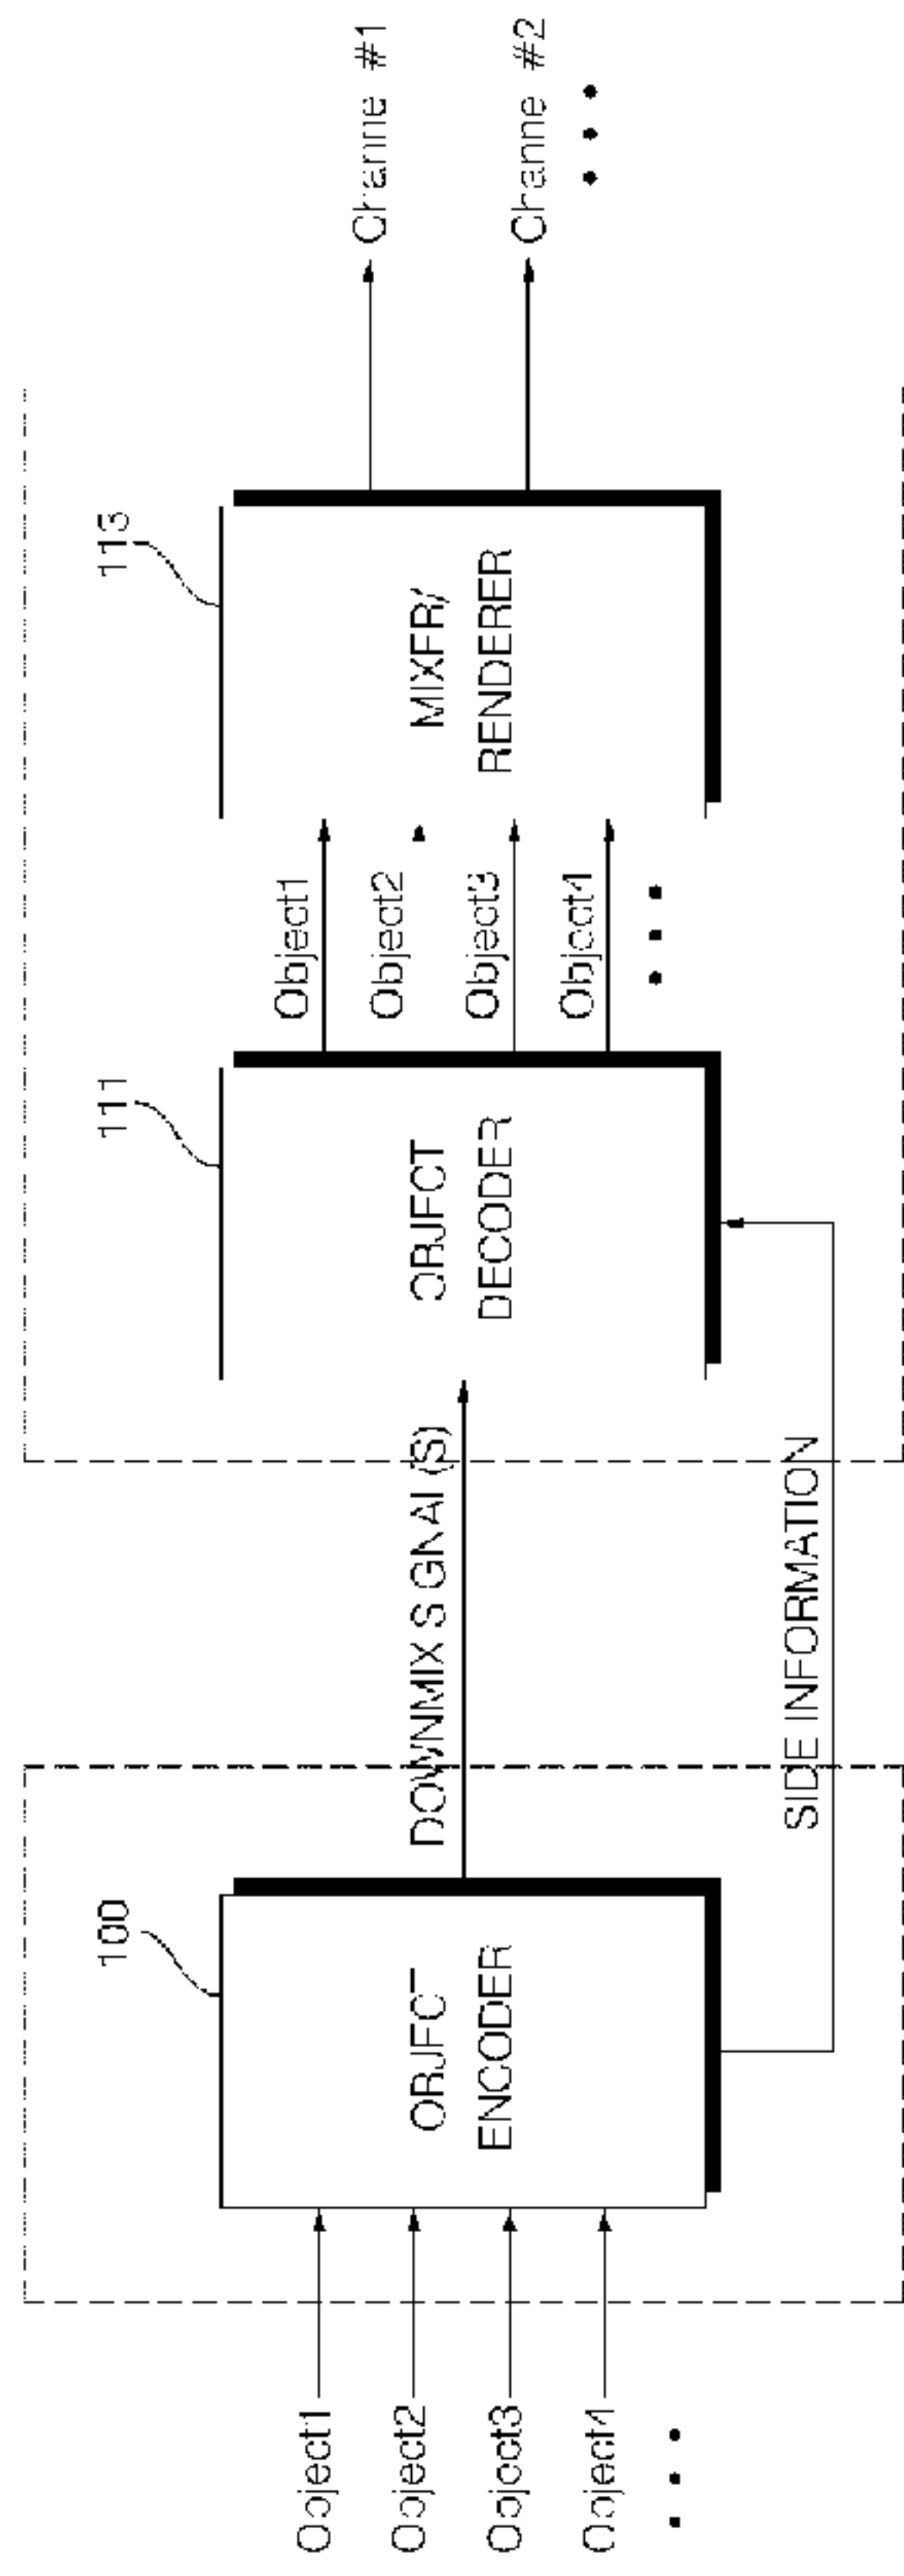 Object1
Object2
Object3
Object4
100
OBJECT
ENCODER
DOWNMIX SIGNAL (S)
SIDE INFORMATION
111
OBJECT
DECODER
Object1
Object2
Object3
Object4
113
MIXER/
RENDERER
Channel #1
Channel #2